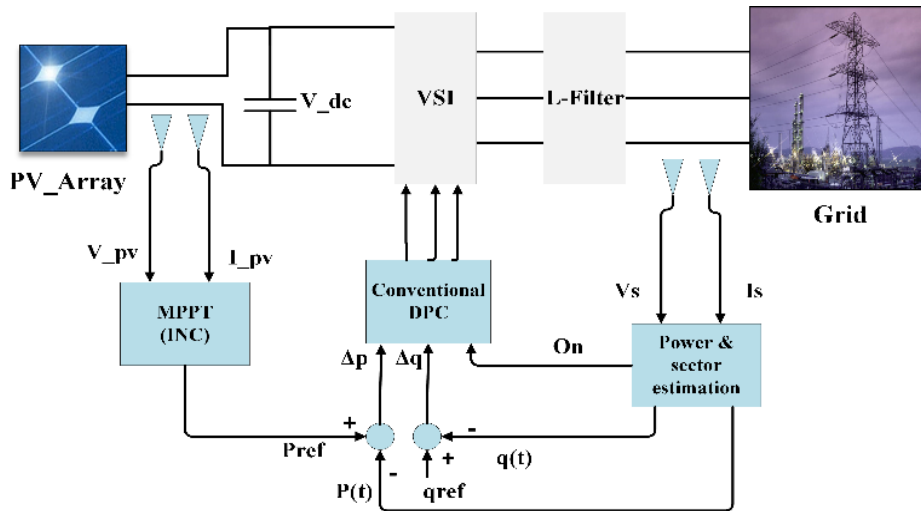 V_dc
VSI
L-Filter
PV_Array
Grid
V_pv
I_pv
MPPT
(INC)
Conventional
DPC
Vs
Is
Power &
sector
estimation
On
Δp
Δq
+
Pref
-
P(t)
-
+
q(t)
qref